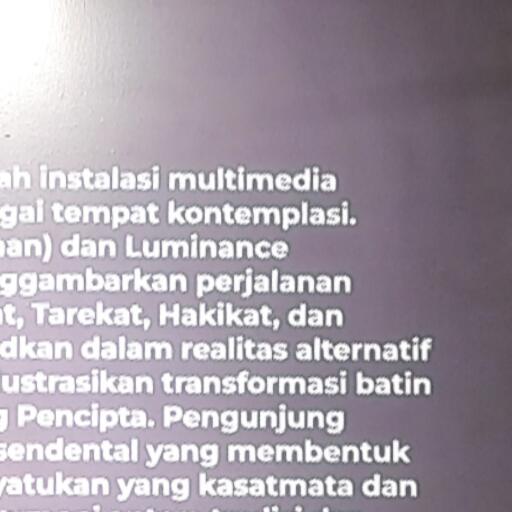 ah instalasi multimedia
gai tempat kontemplasi.
an) dan Luminance
ggambarkan perjalanan
t, Tarekat, Hakikat, dan
dkan dalam realitas alternatif
ustrasikan transformasi batin
g Pencipta. Pengunjung
sendental yang membentuk
yatukan yang kasatmata dan